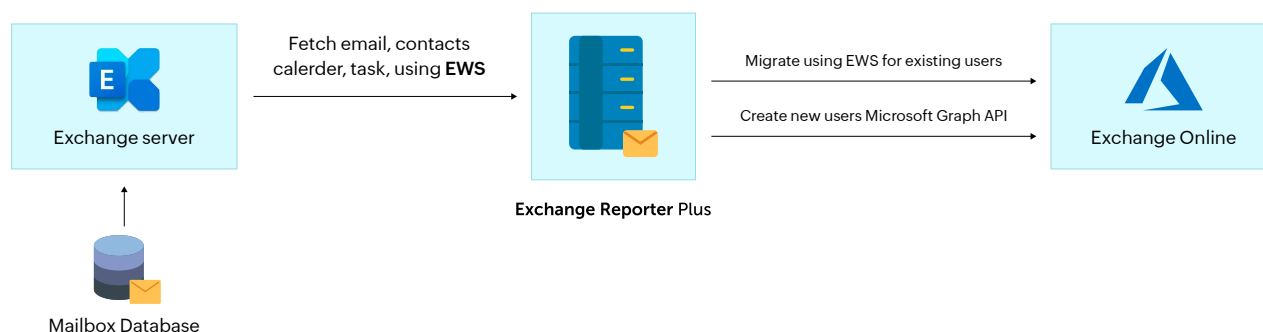 Fetch email, contacts
calerder, task, using EWS
Migrate using EWS for existing users
Create new users Microsoft Graph API
E
Exchange server
Exchange Online
Exchange Reporter Plus
Mailbox Database